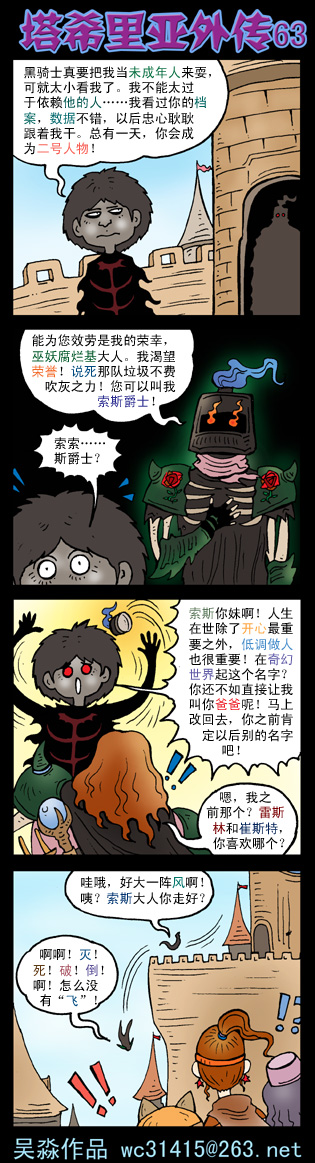 塔希里亚外传63
黑骑士真要把我当未成年人来耍,
可就太小看我了。我不能太过
于依赖他的人……我看过你的档
案，数据不错，以后忠心耿耿
跟着我干。总有一天，你会成
为二号人物！
能为您效劳是我的荣幸，
巫妖腐烂基大人。我渴望
荣誉！说死那队垃圾不费
吹灰之力！您可以叫我
索斯爵士！
索索……
斯爵士？
索斯你妹啊！人生
在世除了开心最重
要之外，低调做人
也很重要！在奇幻
世界起这个名字？
你还不如直接让我
叫你爸爸呢！马上
改回去，你之前肯
定以后别的名字
吧！
嗯，我之
前那个？雷斯
林和崔斯特，
你喜欢哪个？
哇哦，好大一阵风啊！
咦？索斯大人你走好？
啊啊！灭！
死！破！倒！
啊！怎么没
有“飞”！
吴淼作品 wc31415@263.net